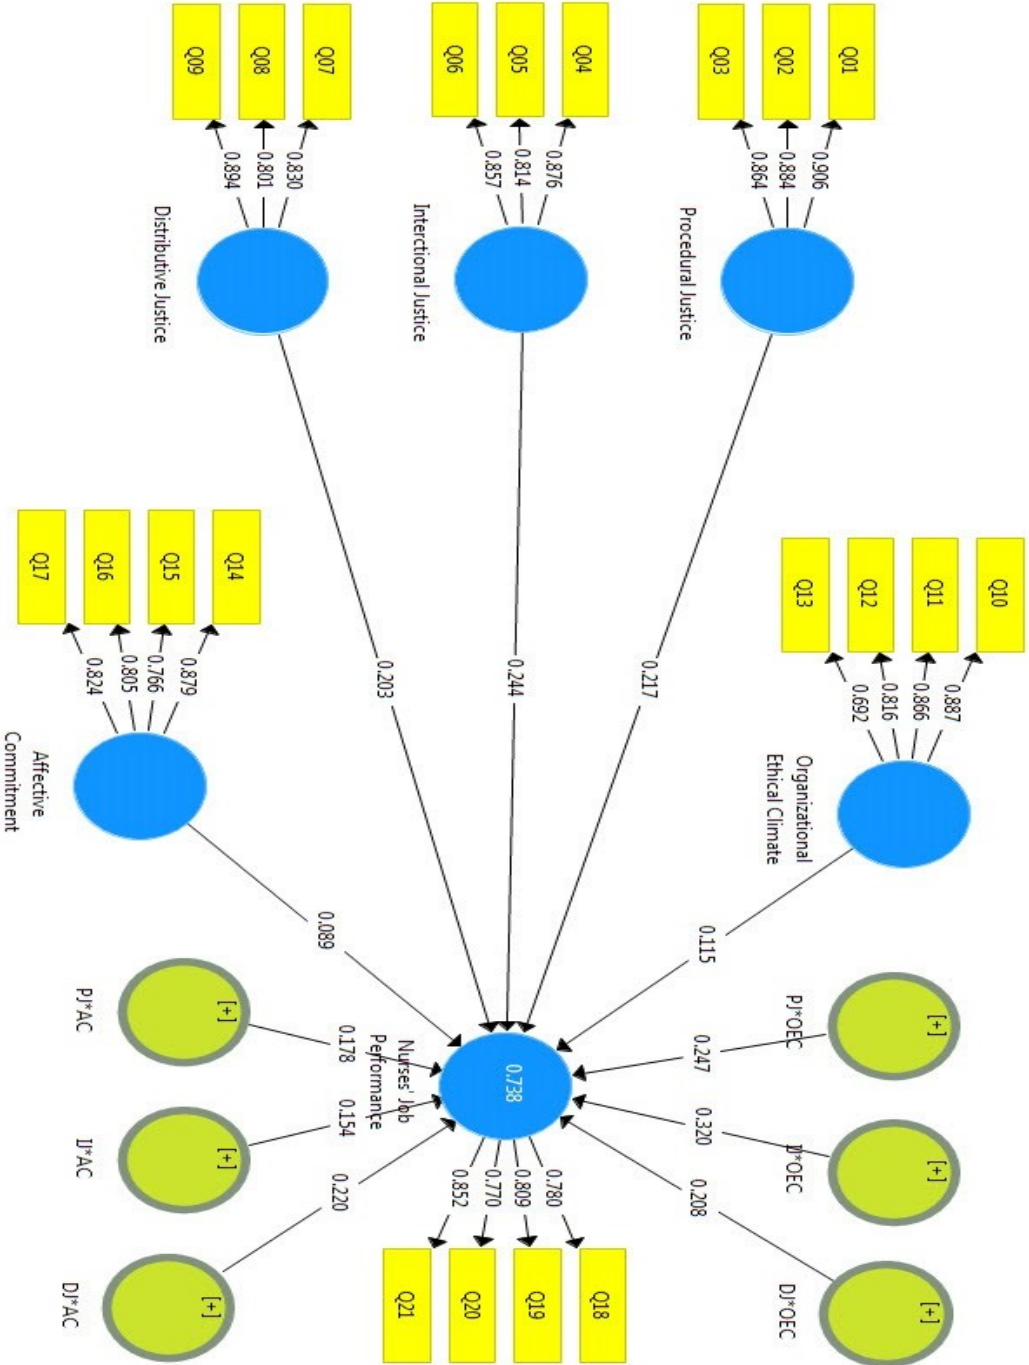 Q01
Q02
Q03
0.906
0.884
0.864
Procedural Justice
Q04
Q05
Q06
0.876
0.814
0.857
Interctional Justice
Q07
Q08
Q09
0.830
0.801
0.894
Distributive Justice
Q10
Q11
Q12
Q13
0.887
0.866
0.816
0.692
Organizational
Ethical Climate
0.217
0.244
0.203
Q14
Q15
Q16
Q17
0.879
0.766
0.805
0.824
Affective
Commitment
0.115
0.089
[+]
PJ*OEC
0.247
[+]
IJ*OEC
0.320
[+]
DJ*OEC
0.208
0.738
Nurses' Job
Performance
0.780
0.809
0.770
0.852
Q18
Q19
Q20
Q21
0.178
[+]
PJ*AC
0.154
[+]
IJ*AC
0.220
[+]
DJ*AC